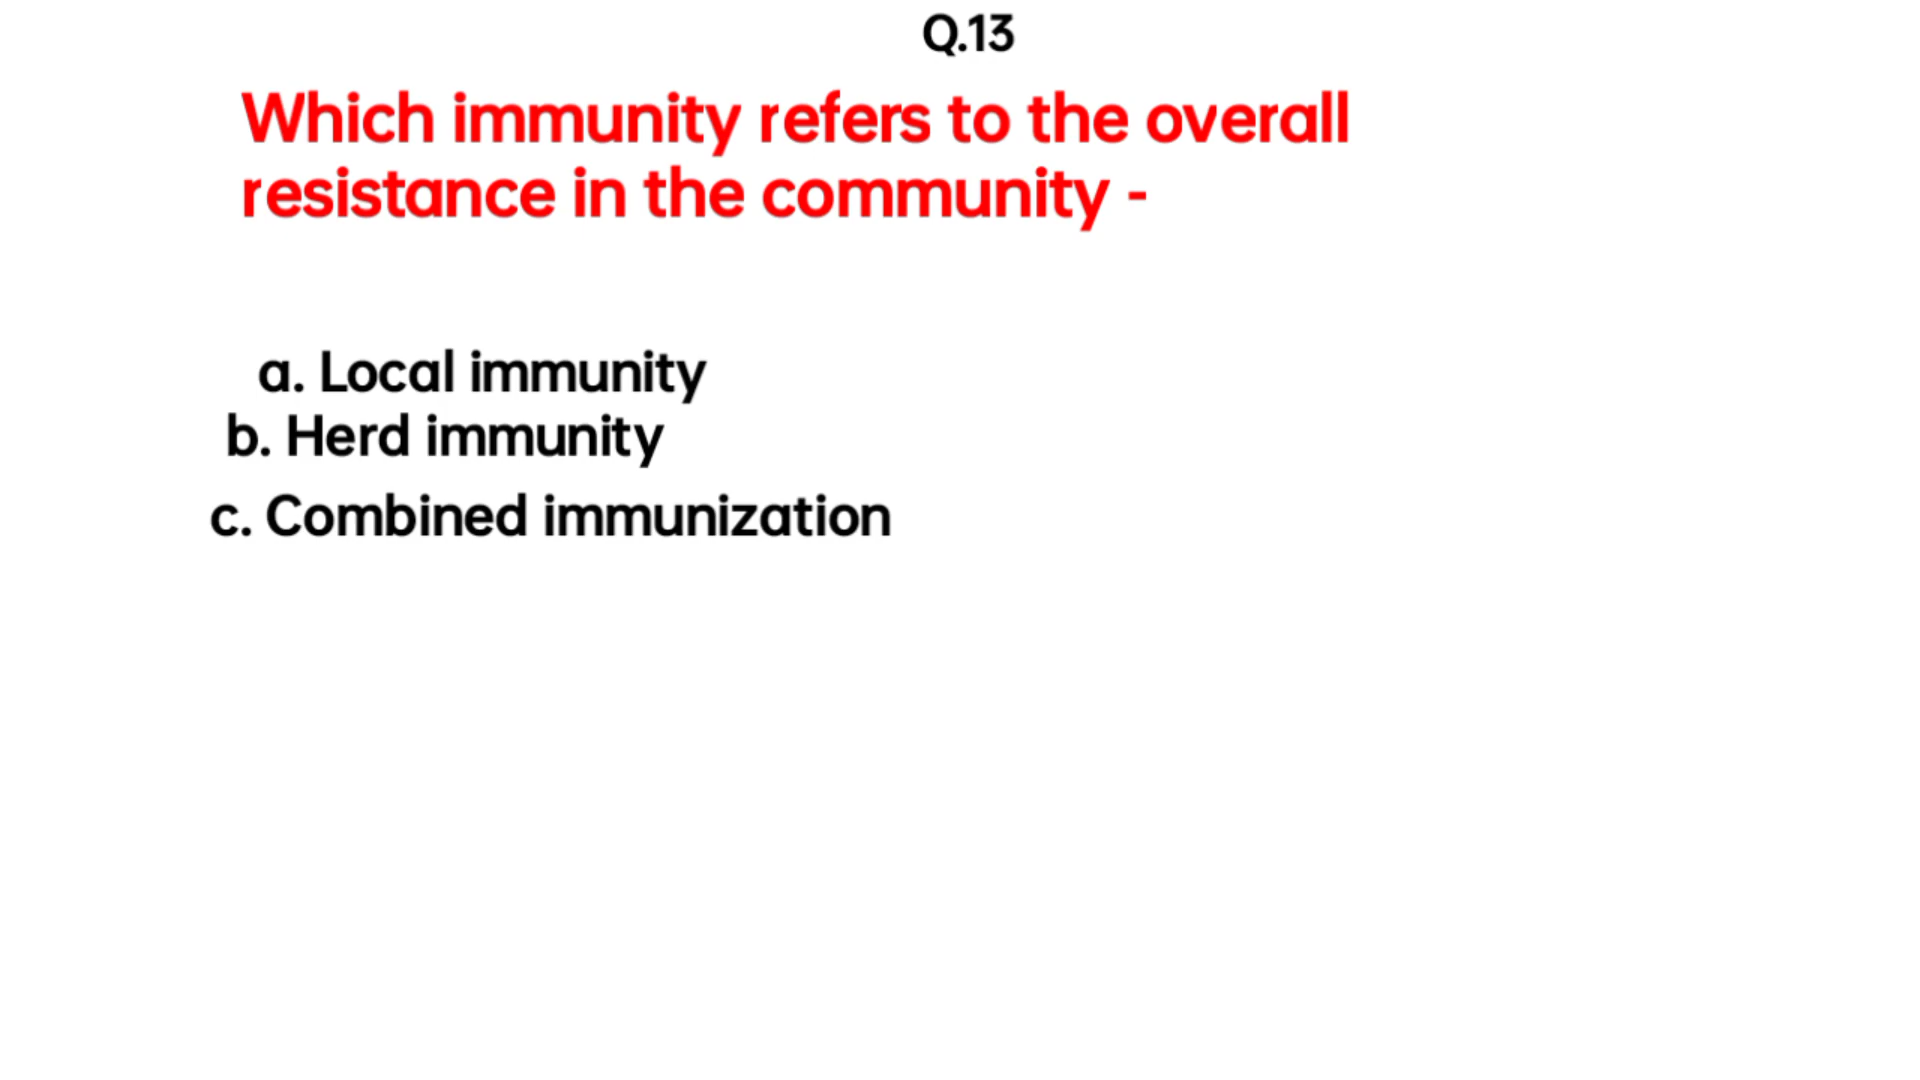 Q.13
Which immunity refers to the overall
resistance in the community -
a. Local immunity
b. Herd immunity
c. Combined immunization